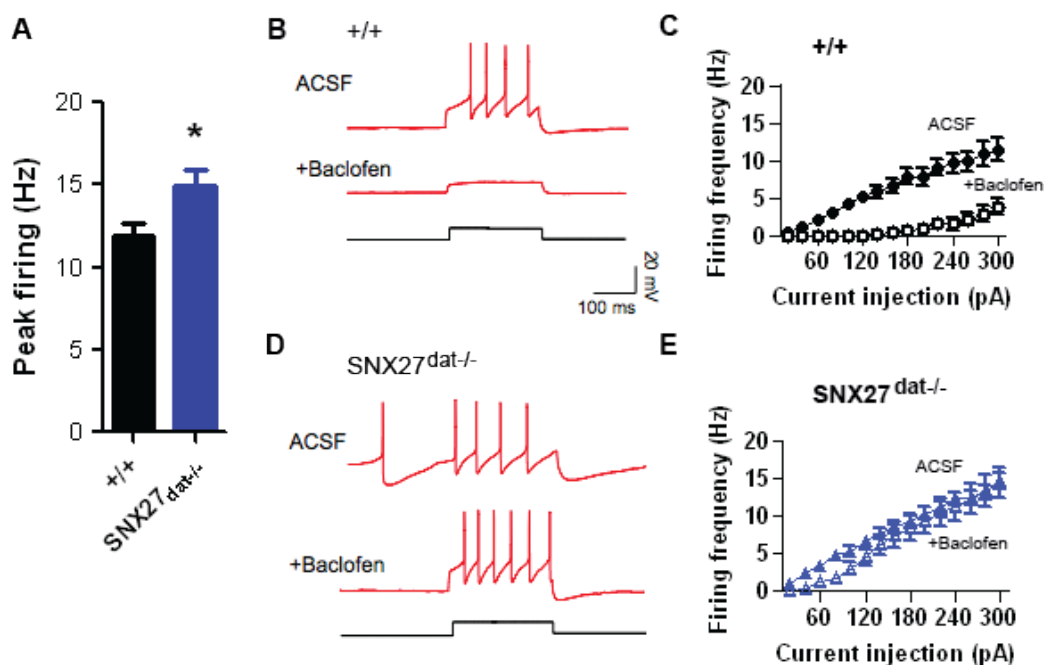 A
Peak firing (Hz)
20
15
10
5
0
*
+/+
SNX27dat-/-
B
+/+
ACSF
+Baclofen
20 mV
100 ms
C
+/+
Firing frequency (Hz)
20
15
10
5
0
ACSF
+Baclofen
60 120 180 240 300
Current injection (pA)
D
SNX27dat-/-
ACSF
+Baclofen
E
SNX27 dat-/-
Firing frequency (Hz)
20
15
10
5
0
ACSF
+Baclofen
60 120 180 240 300
Current injection (pA)